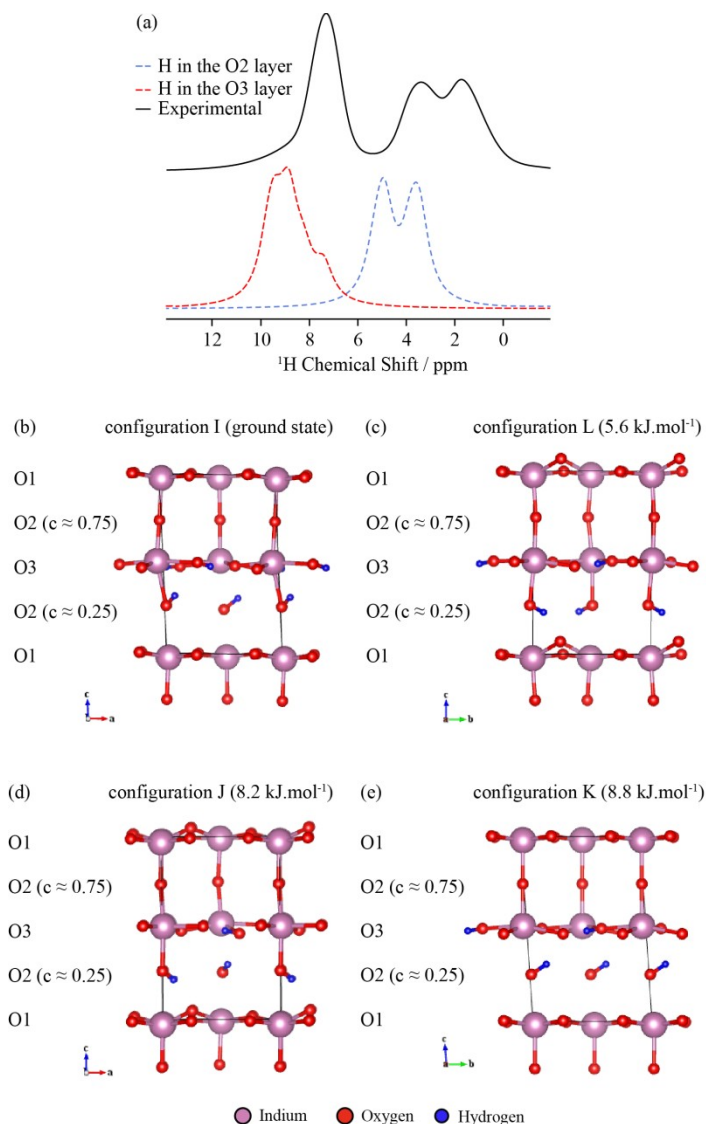 (a)
H in the O2 layer
H in the O3 layer
Experimental
12 10 8 6 4 2 0
¹H Chemical Shift / ppm
(b) configuration I (ground state)
O1
O2 (c ≈ 0.75)
O3
O2 (c ≈ 0.25)
O1
c
a
(c) configuration L (5.6 kJ.mol⁻¹)
O1
O2 (c ≈ 0.75)
O3
O2 (c ≈ 0.25)
O1
c
b
(d) configuration J (8.2 kJ.mol⁻¹)
O1
O2 (c ≈ 0.75)
O3
O2 (c ≈ 0.25)
O1
c
a
(e) configuration K (8.8 kJ.mol⁻¹)
O1
O2 (c ≈ 0.75)
O3
O2 (c ≈ 0.25)
O1
c
b
Indium Oxygen Hydrogen